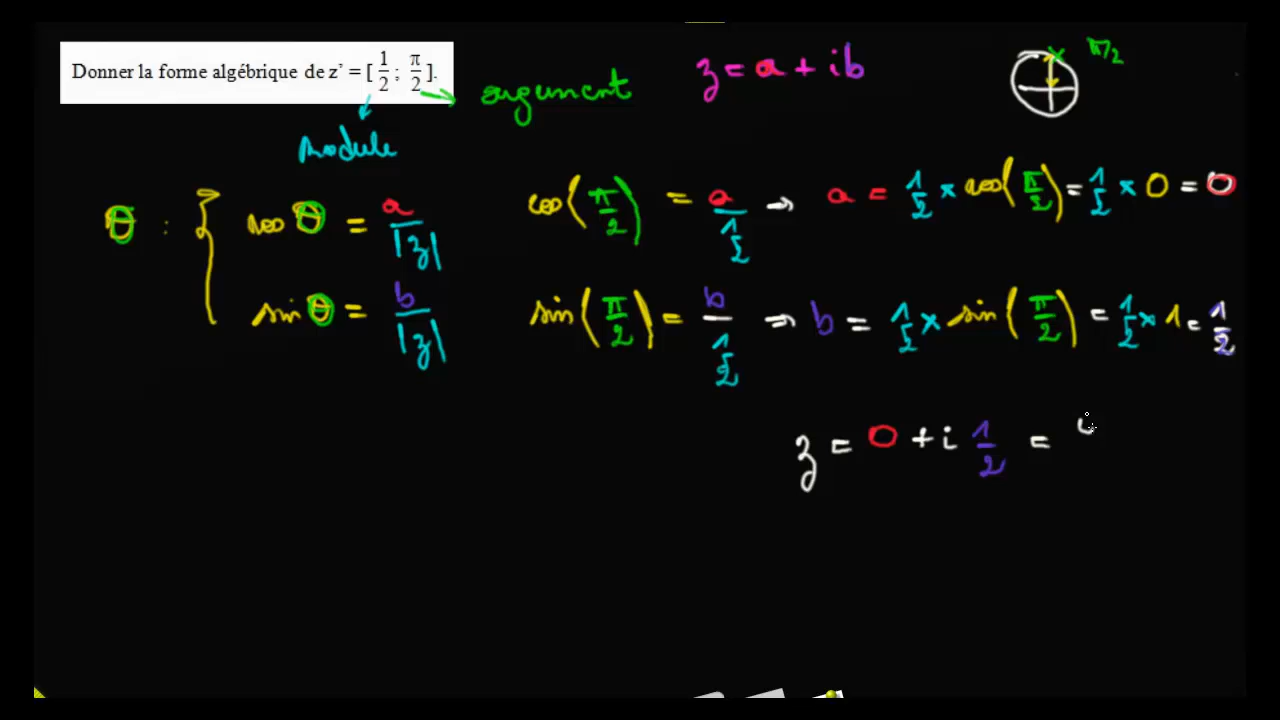 Donner la forme algébrique de z' = [ 1/2 ; π/2 ].
argument
module
z = a + ib
π/2
θ : { cos θ = a/|z|
sin θ = b/|z|
cos(π/2) = a/(1/2) → a = 1/2 × cos(π/2) = 1/2 × 0 = 0
sin(π/2) = b/(1/2) → b = 1/2 × sin(π/2) = 1/2 × 1 = 1/2
z = 0 + i 1/2 =